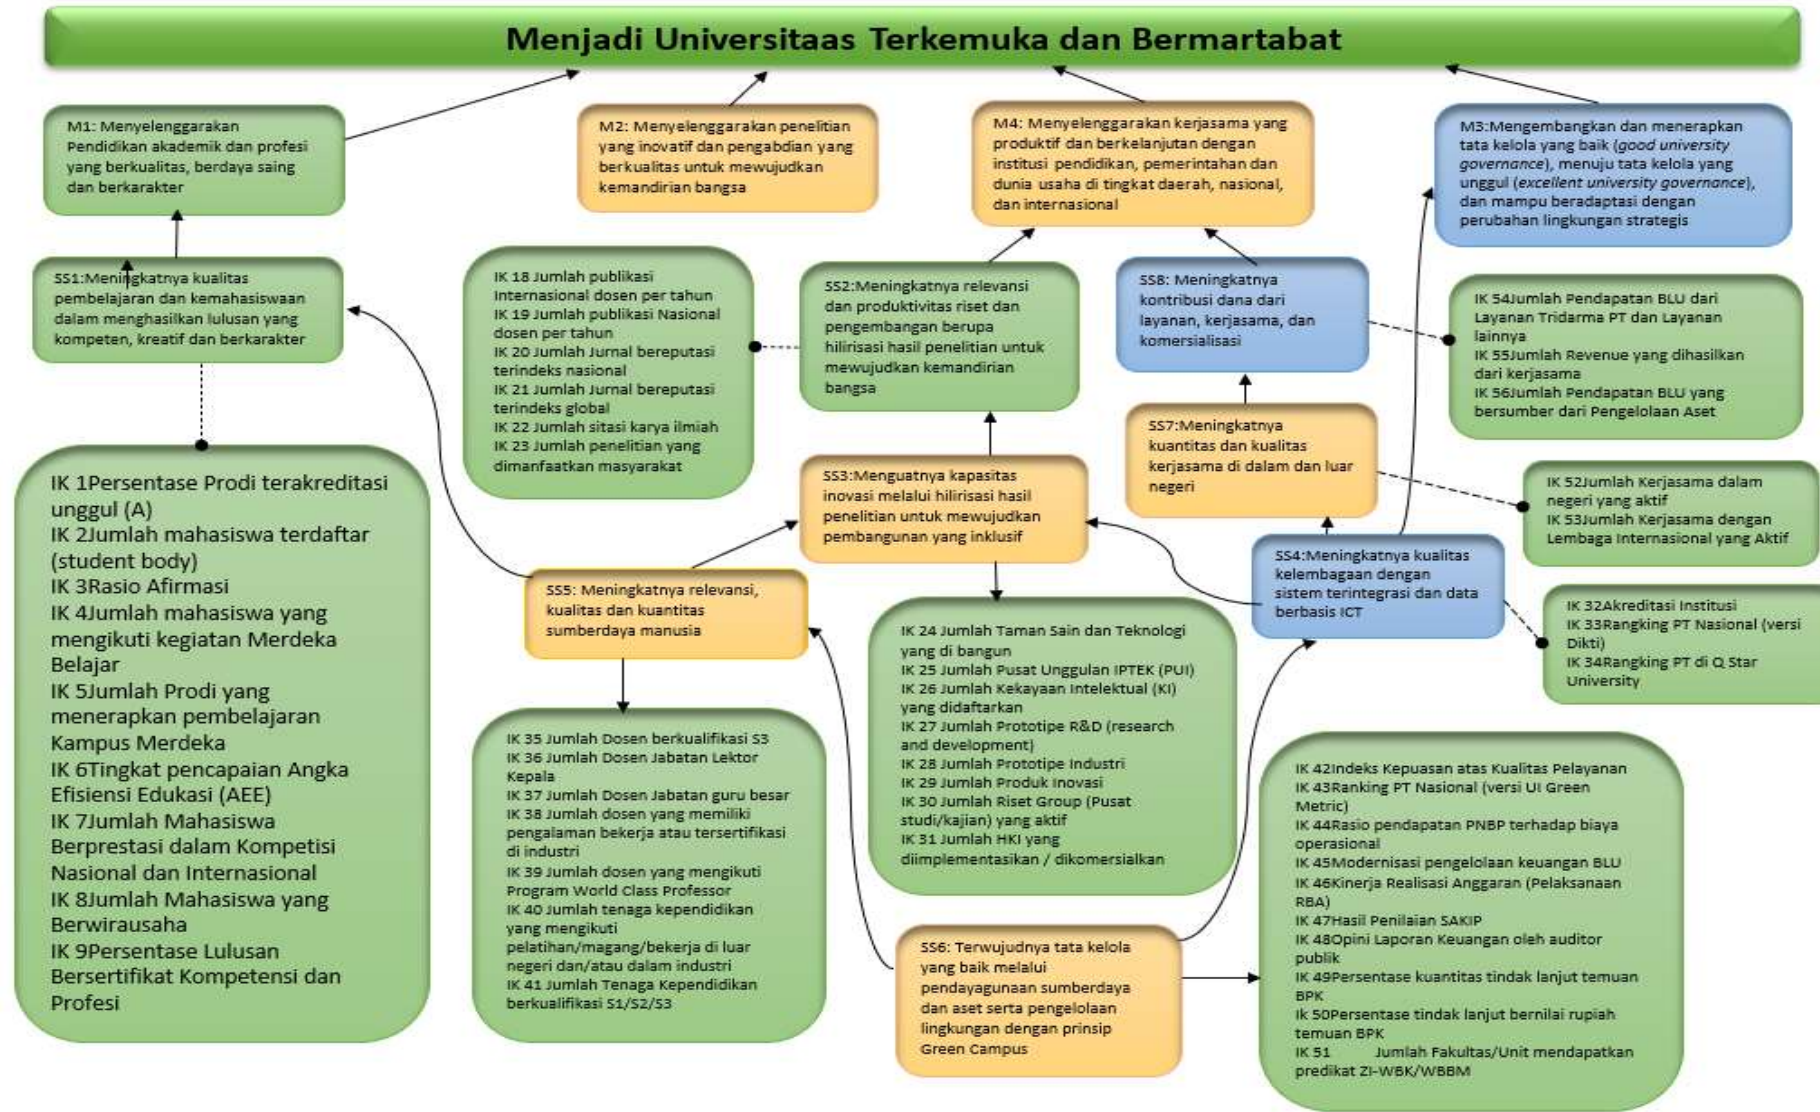 Menjadi Universitaas Terkemuka dan Bermartabat
M1: Menyelenggarakan
Pendidikan akademik dan profesi
yang berkualitas, berdaya saing
dan berkarakter
M2: Menyelenggarakan penelitian
yang inovatif dan pengabdian yang
berkualitas untuk mewujudkan
kemandirian bangsa
M4: Menyelenggarakan kerjasama yang
produktif dan berkelanjutan dengan
institusi pendidikan, pemerintahan dan
dunia usaha di tingkat daerah, nasional,
dan internasional
M3:Mengembangkan dan menerapkan
tata kelola yang baik (good university
governance), menuju tata kelola yang
unggul (excellent university governance),
dan mampu beradaptasi dengan
perubahan lingkungan strategis
SS1:Meningkatnya kualitas
pembelajaran dan kemahasiswaan
dalam menghasilkan lulusan yang
kompeten, kreatif dan berkarakter
IK 18 Jumlah publikasi
Internasional dosen per tahun
IK 19 Jumlah publikasi Nasional
dosen per tahun
IK 20 Jumlah Jurnal bereputasi
terindeks nasional
IK 21 Jumlah Jurnal bereputasi
terindeks global
IK 22 Jumlah sitasi karya ilmiah
IK 23 Jumlah penelitian yang
dimanfaatkan masyarakat
SS2:Meningkatnya relevansi
dan produktivitas riset dan
pengembangan berupa
hilirisasi hasil penelitian untuk
mewujudkan kemandirian
bangsa
SS8: Meningkatnya
kontribusi dana dari
layanan, kerjasama, dan
komersialisasi
IK 54Jumlah Pendapatan BLU dari
Layanan Tridarma PT dan Layanan
lainnya
IK 55Jumlah Revenue yang dihasilkan
dari kerjasama
IK 56Jumlah Pendapatan BLU yang
bersumber dari Pengelolaan Aset
SS7:Meningkatnya
kuantitas dan kualitas
kerjasama di dalam dan luar
negeri
IK 52Jumlah Kerjasama dalam
negeri yang aktif
IK 53Jumlah Kerjasama dengan
Lembaga Internasional yang Aktif
SS3:Menguatnya kapasitas
inovasi melalui hilirisasi hasil
penelitian untuk mewujudkan
pembangunan yang inklusif
SS4:Meningkatnya kualitas
kelembagaan dengan
sistem terintegrasi dan data
berbasis ICT
IK 32Akreditasi Institusi
IK 33Rangking PT Nasional (versi
Dikti)
IK 34Rangking PT di Q Star
University
IK 1Persentase Prodi terakreditasi
unggul (A)
IK 2Jumlah mahasiswa terdaftar
(student body)
IK 3Rasio Afirmasi
IK 4Jumlah mahasiswa yang
mengikuti kegiatan Merdeka
Belajar
IK 5Jumlah Prodi yang
menerapkan pembelajaran
Kampus Merdeka
IK 6Tingkat pencapaian Angka
Efisiensi Edukasi (AEE)
IK 7Jumlah Mahasiswa
Berprestasi dalam Kompetisi
Nasional dan Internasional
IK 8Jumlah Mahasiswa yang
Berwirausaha
IK 9Persentase Lulusan
Bersertifikat Kompetensi dan
Profesi
SS5: Meningkatnya relevansi,
kualitas dan kuantitas
sumberdaya manusia
IK 35 Jumlah Dosen berkualifikasi S3
IK 36 Jumlah Dosen Jabatan Lektor
Kepala
IK 37 Jumlah Dosen Jabatan guru besar
IK 38 Jumlah dosen yang memiliki
pengalaman bekerja atau tersertifikasi
di industri
IK 39 Jumlah dosen yang mengikuti
Program World Class Professor
IK 40 Jumlah tenaga kependidikan
yang mengikuti
pelatihan/magang/bekerja di luar
negeri dan/atau dalam industri
IK 41 Jumlah Tenaga Kependidikan
berkualifikasi S1/S2/S3
IK 24 Jumlah Taman Sain dan Teknologi
yang di bangun
IK 25 Jumlah Pusat Unggulan IPTEK (PUI)
IK 26 Jumlah Kekayaan Intelektual (KI)
yang didaftarkan
IK 27 Jumlah Prototipe R&D (research
and development)
IK 28 Jumlah Prototipe Industri
IK 29 Jumlah Produk Inovasi
IK 30 Jumlah Riset Group (Pusat
studi/kajian) yang aktif
IK 31 Jumlah HKI yang
diimplementasikan / dikomersialkan
SS6: Terwujudnya tata kelola
yang baik melalui
pendayagunaan sumberdaya
dan aset serta pengelolaan
lingkungan dengan prinsip
Green Campus
IK 42Indeks Kepuasan atas Kualitas Pelayanan
IK 43Ranking PT Nasional (versi UI Green
Metric)
IK 44Rasio pendapatan PNBP terhadap biaya
operasional
IK 45Modernisasi pengelolaan keuangan BLU
IK 46Kinerja Realisasi Anggaran (Pelaksanaan
RBA)
IK 47Hasil Penilaian SAKIP
IK 48Opini Laporan Keuangan oleh auditor
publik
IK 49Persentase kuantitas tindak lanjut temuan
BPK
Ik 50Persentase tindak lanjut bernilai rupiah
temuan BPK
IK 51 Jumlah Fakultas/Unit mendapatkan
predikat ZI-WBK/WBBM